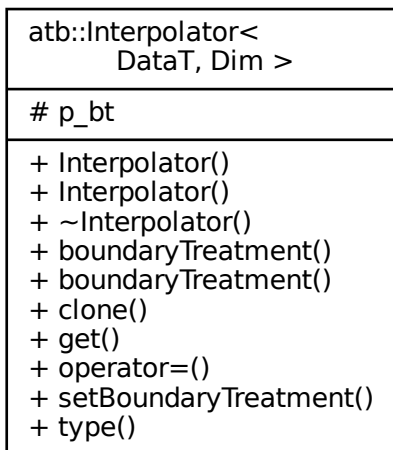 atb::Interpolator<
DataT, Dim >
# p_bt
+ Interpolator()
+ Interpolator()
+ ~Interpolator()
+ boundaryTreatment()
+ boundaryTreatment()
+ clone()
+ get()
+ operator=()
+ setBoundaryTreatment()
+ type()